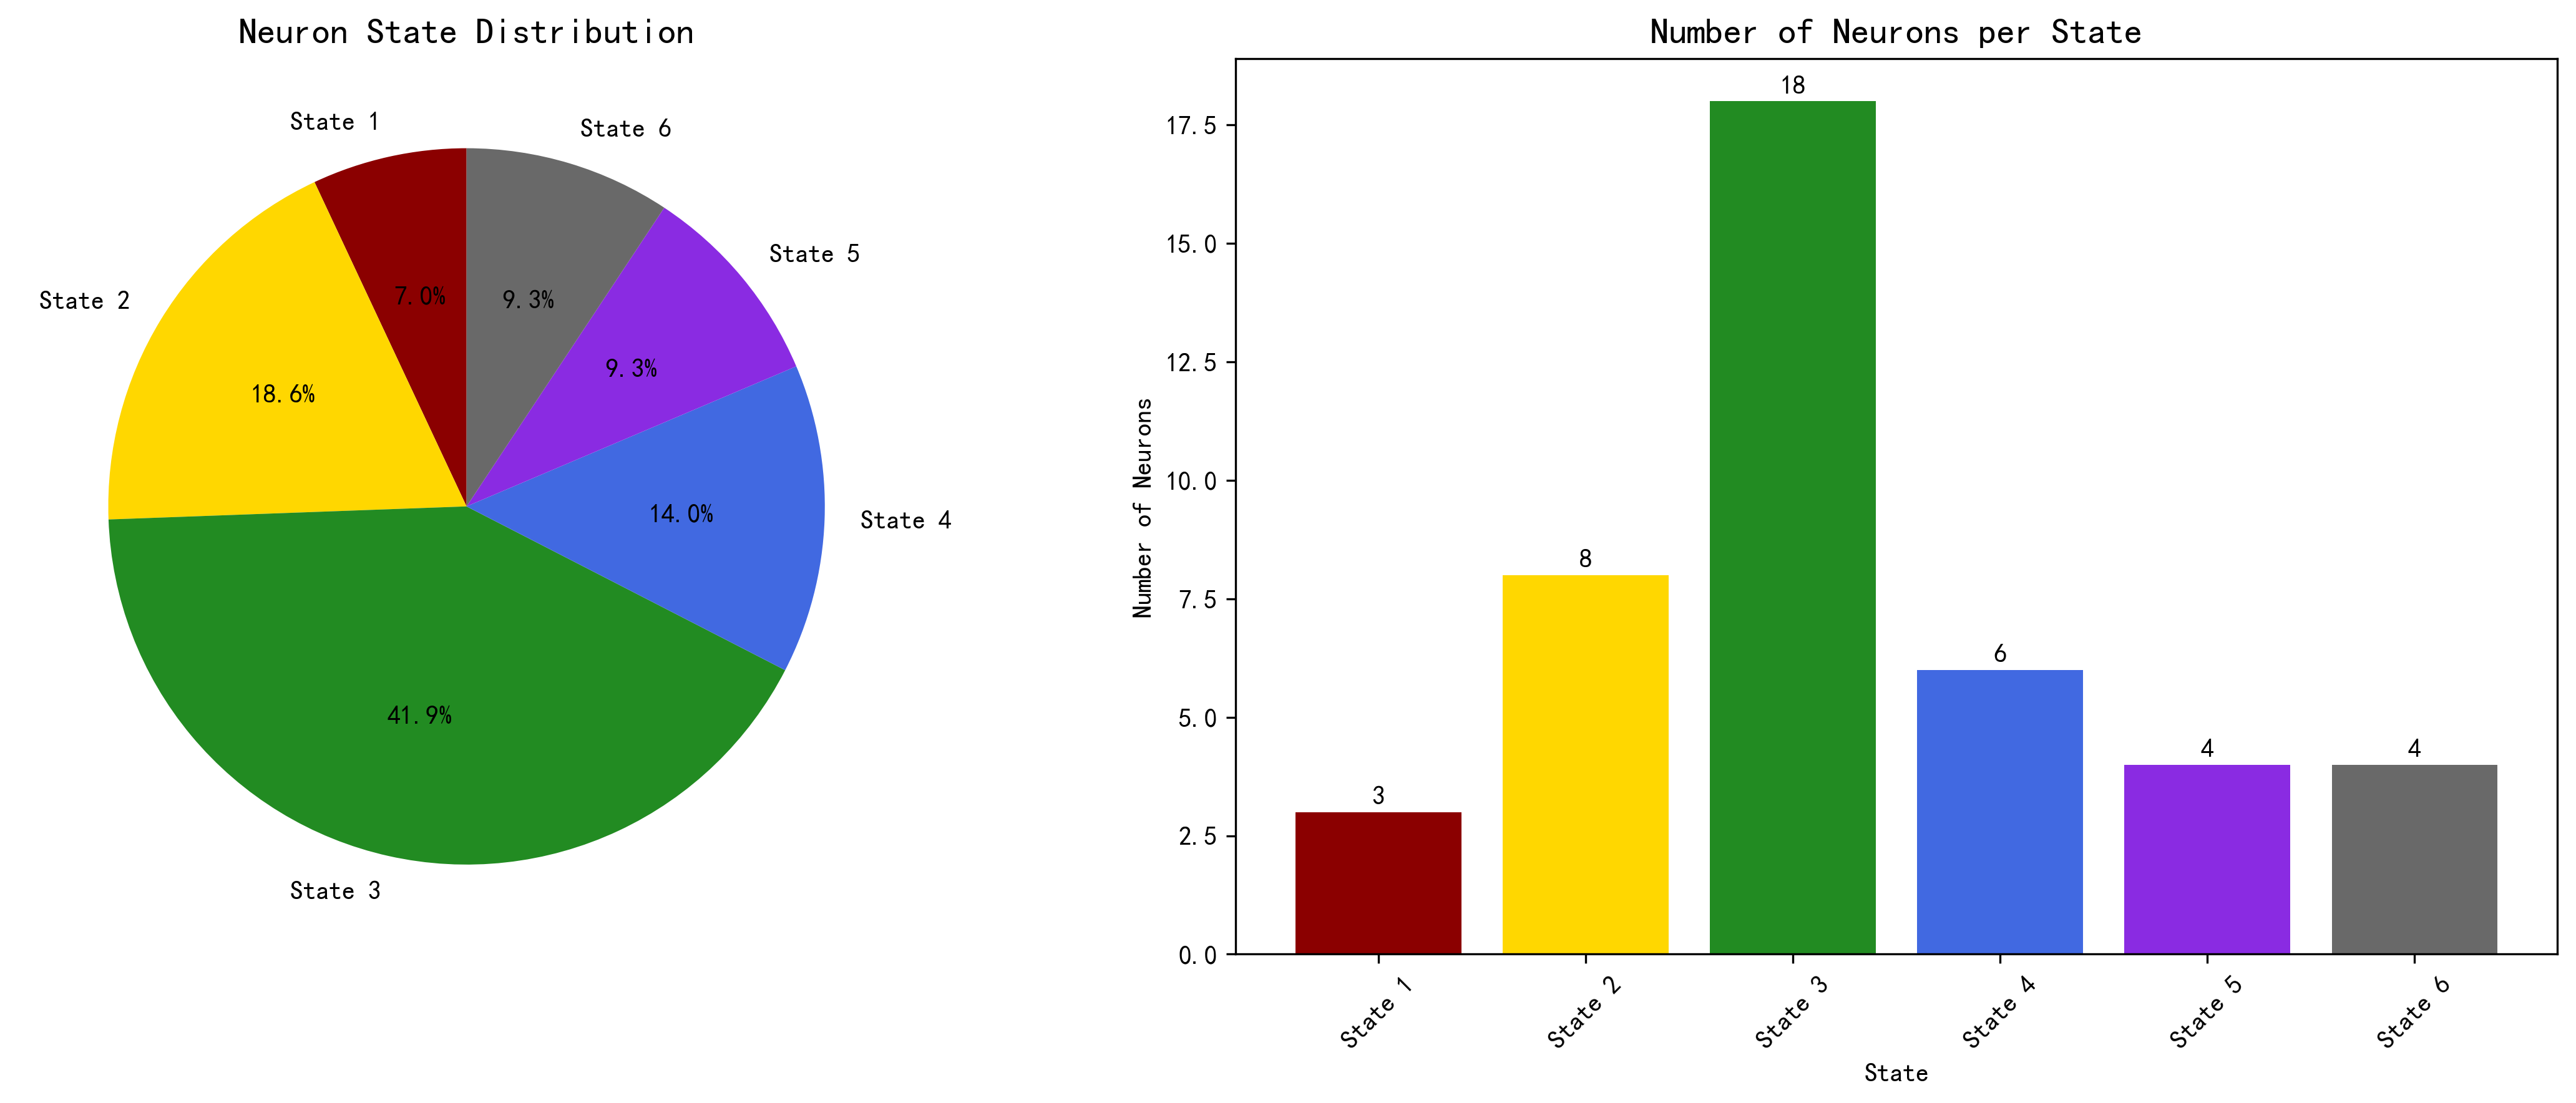 Neuron State Distribution
State 1
State 6
State 5
State 2
State 4
State 3
7.0%
9.3%
9.3%
18.6%
14.0%
41.9%
Number of Neurons per State
Number of Neurons
17.5
15.0
12.5
10.0
7.5
5.0
2.5
0.0
3
8
18
6
4
4
State 1
State 2
State 3
State 4
State 5
State 6
State